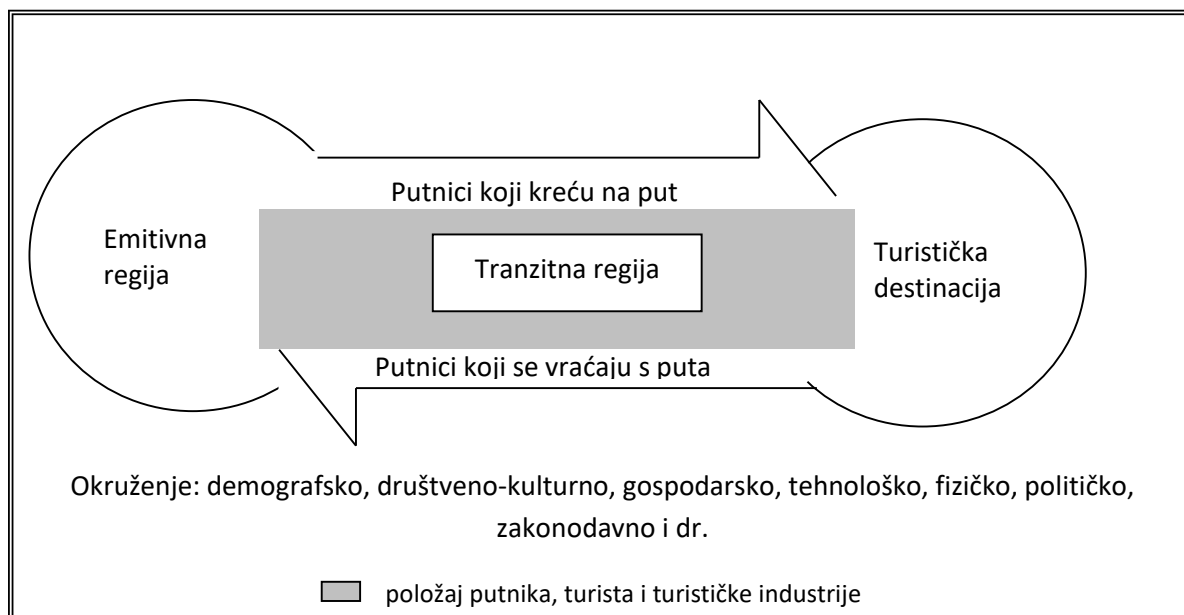 Putnici koji kreću na put
Emitivna
regija
Tranzitna regija
Turistička
destinacija
Putnici koji se vraćaju s puta
Okruženje: demografsko, društveno-kulturno, gospodarsko, tehnološko, fizičko, političko,
zakonodavno i dr.
položaj putnika, turista i turističke industrije